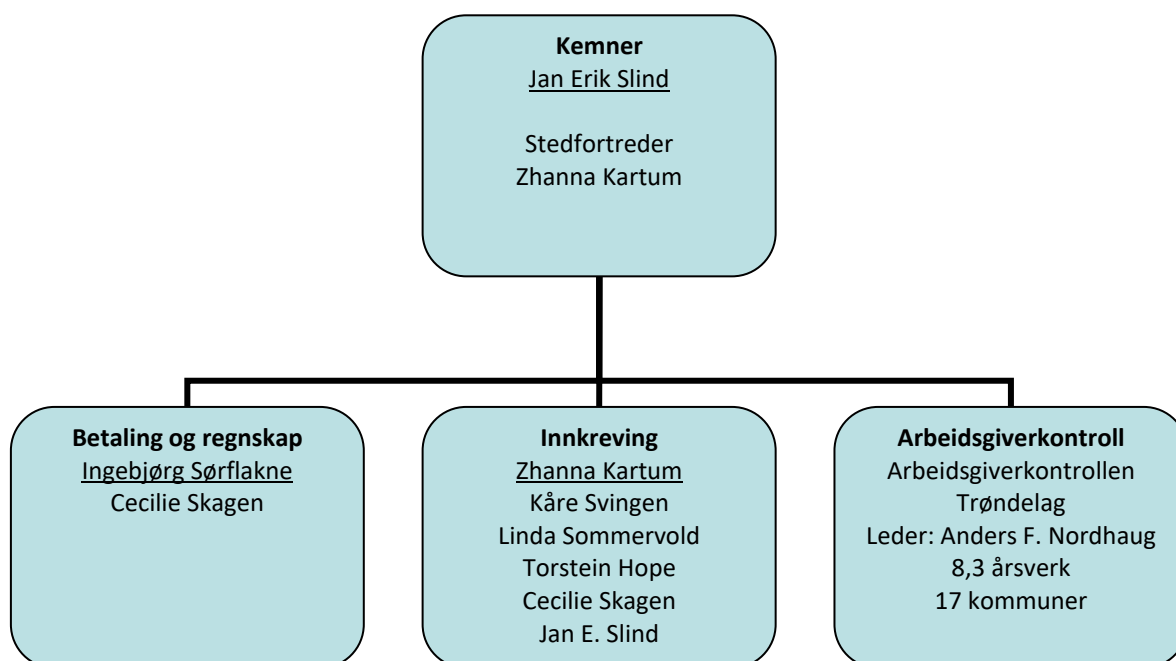 Kemner
Jan Erik Slind
Stedfortreder
Zhanna Kartum
Betaling og regnskap
Ingebjørg Sørflakne
Cecilie Skagen
Innkreving
Zhanna Kartum
Kåre Svingen
Linda Sommervold
Torstein Hope
Cecilie Skagen
Jan E. Slind
Arbeidsgiverkontroll
Arbeidsgiverkontrollen
Trøndelag
Leder: Anders F. Nordhaug
8,3 årsverk
17 kommuner